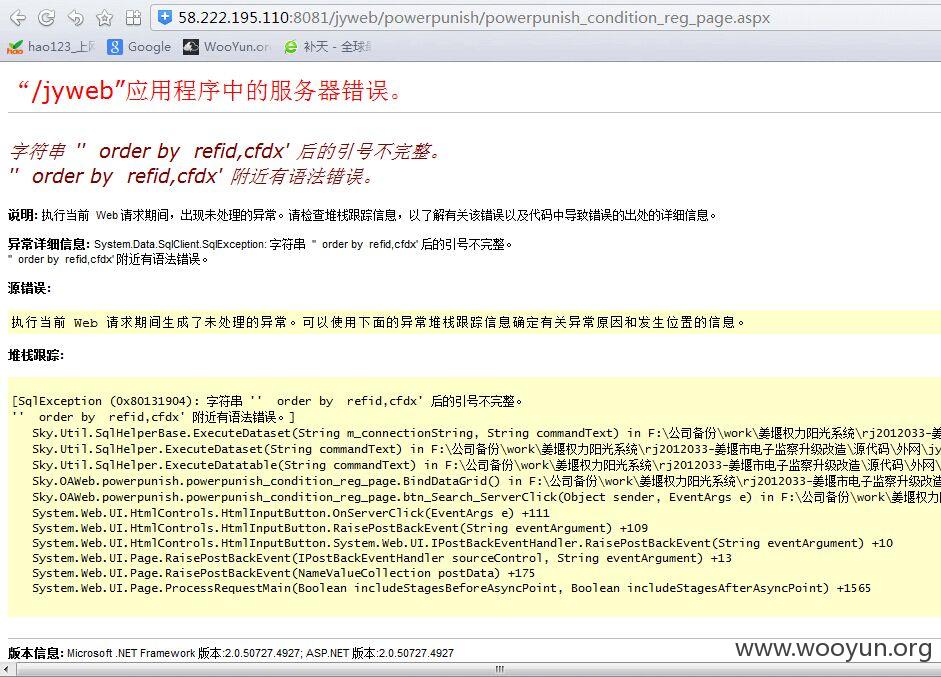 58.222.195.110:8081/jyweb/powerpunish/powerpunish_condition_reg_page.aspx
hao123_上 Google WooYun.or 补天 - 全球
“/jyweb”应用程序中的服务器错误。
字符串 '' order by refid,cfdx' 后的引号不完整。
'' order by refid,cfdx' 附近有语法错误。
说明: 执行当前 Web 请求期间，出现未处理的异常。请检查堆栈跟踪信息，以了解有关该错误以及代码中导致错误的出处的详细信息。
异常详细信息: System.Data.SqlClient.SqlException: 字符串 '' order by refid,cfdx' 后的引号不完整。
'' order by refid,cfdx' 附近有语法错误。
源错误:
执行当前 Web 请求期间生成了未处理的异常。可以使用下面的异常堆栈跟踪信息确定有关异常原因和发生位置的信息。
堆栈跟踪:
[SqlException (0x80131904): 字符串 '' order by refid,cfdx' 后的引号不完整。
'' order by refid,cfdx' 附近有语法错误。]
Sky.Util.SqlHelperBase.ExecuteDataset(String m_connectionString, String commandText) in F:\公司备份\work\姜堰权力阳光系统\rj2012033-姜
Sky.Util.SqlHelper.ExecuteDataset(String commandText) in F:\公司备份\work\姜堰权力阳光系统\rj2012033-姜堰市电子监察升级改造\源代码\外网\jy
Sky.Util.SqlHelper.ExecuteDatatable(String commandText) in F:\公司备份\work\姜堰权力阳光系统\rj2012033-姜堰市电子监察升级改造\源代码\外网\
Sky.OAWeb.powerpunish.powerpunish_condition_reg_page.BindDataGrid() in F:\公司备份\work\姜堰权力阳光系统\rj2012033-姜堰市电子监察升级改造
Sky.OAWeb.powerpunish.powerpunish_condition_reg_page.btn_Search_ServerClick(Object sender, EventArgs e) in F:\公司备份\work\姜堰权力
System.Web.UI.HtmlControls.HtmlInputButton.OnServerClick(EventArgs e) +111
System.Web.UI.HtmlControls.HtmlInputButton.RaisePostBackEvent(String eventArgument) +109
System.Web.UI.HtmlControls.HtmlInputButton.System.Web.UI.IPostBackEventHandler.RaisePostBackEvent(String eventArgument) +10
System.Web.UI.Page.RaisePostBackEvent(IPostBackEventHandler sourceControl, String eventArgument) +13
System.Web.UI.Page.RaisePostBackEvent(NameValueCollection postData) +175
System.Web.UI.Page.ProcessRequestMain(Boolean includeStagesBeforeAsyncPoint, Boolean includeStagesAfterAsyncPoint) +1565
版本信息: Microsoft .NET Framework 版本:2.0.50727.4927; ASP.NET 版本:2.0.50727.4927
www.wooyun.org